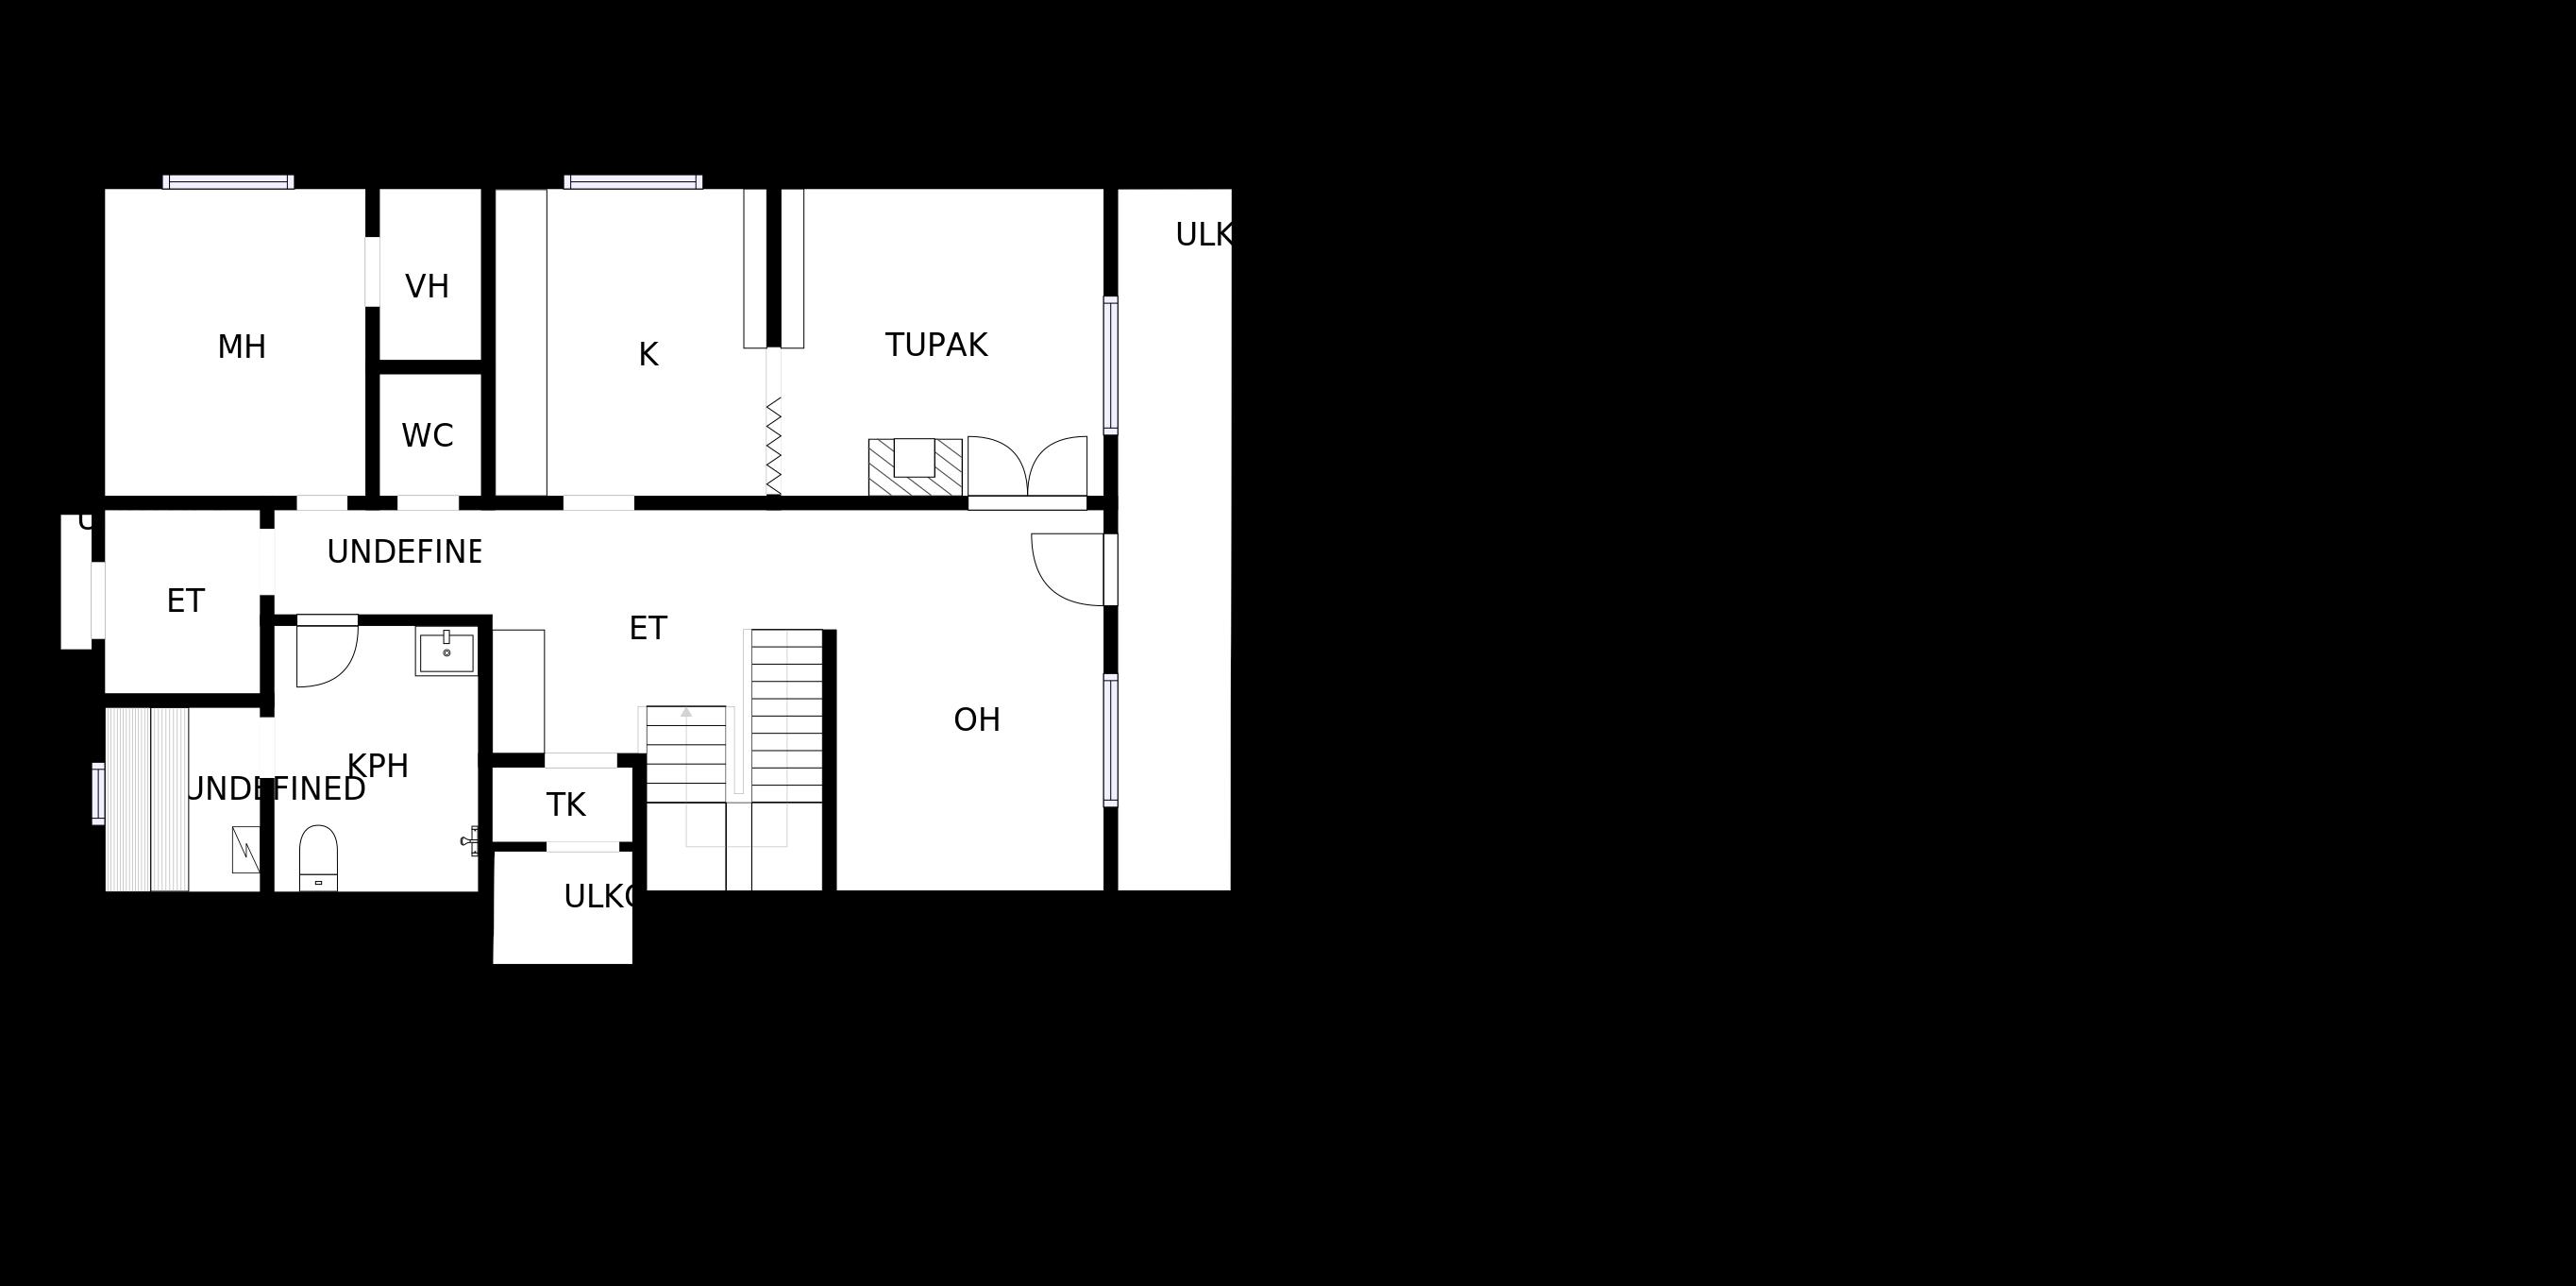 ULK
VH
MH
TUPAK
K
WC
U
UNDEFINE
ET
ET
OH
KPH
UNDEFINED
TK
ULKO